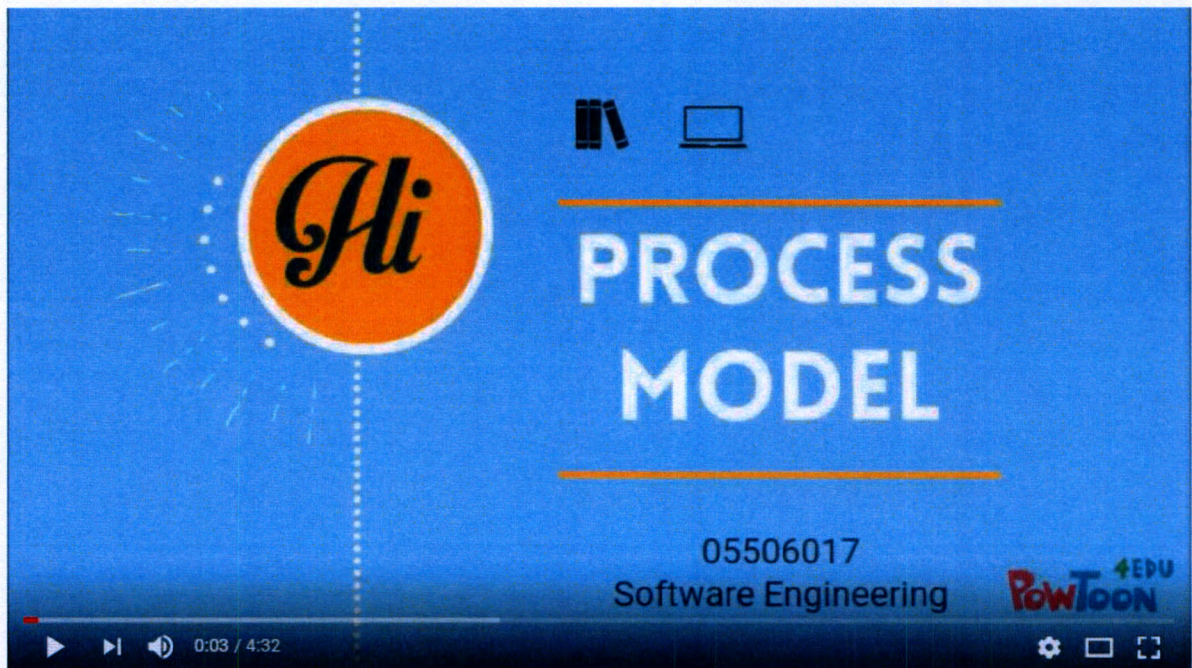 Hi
PROCESS
MODEL
05506017
Software Engineering
4EDU
POWTOON
0:03 / 4:32